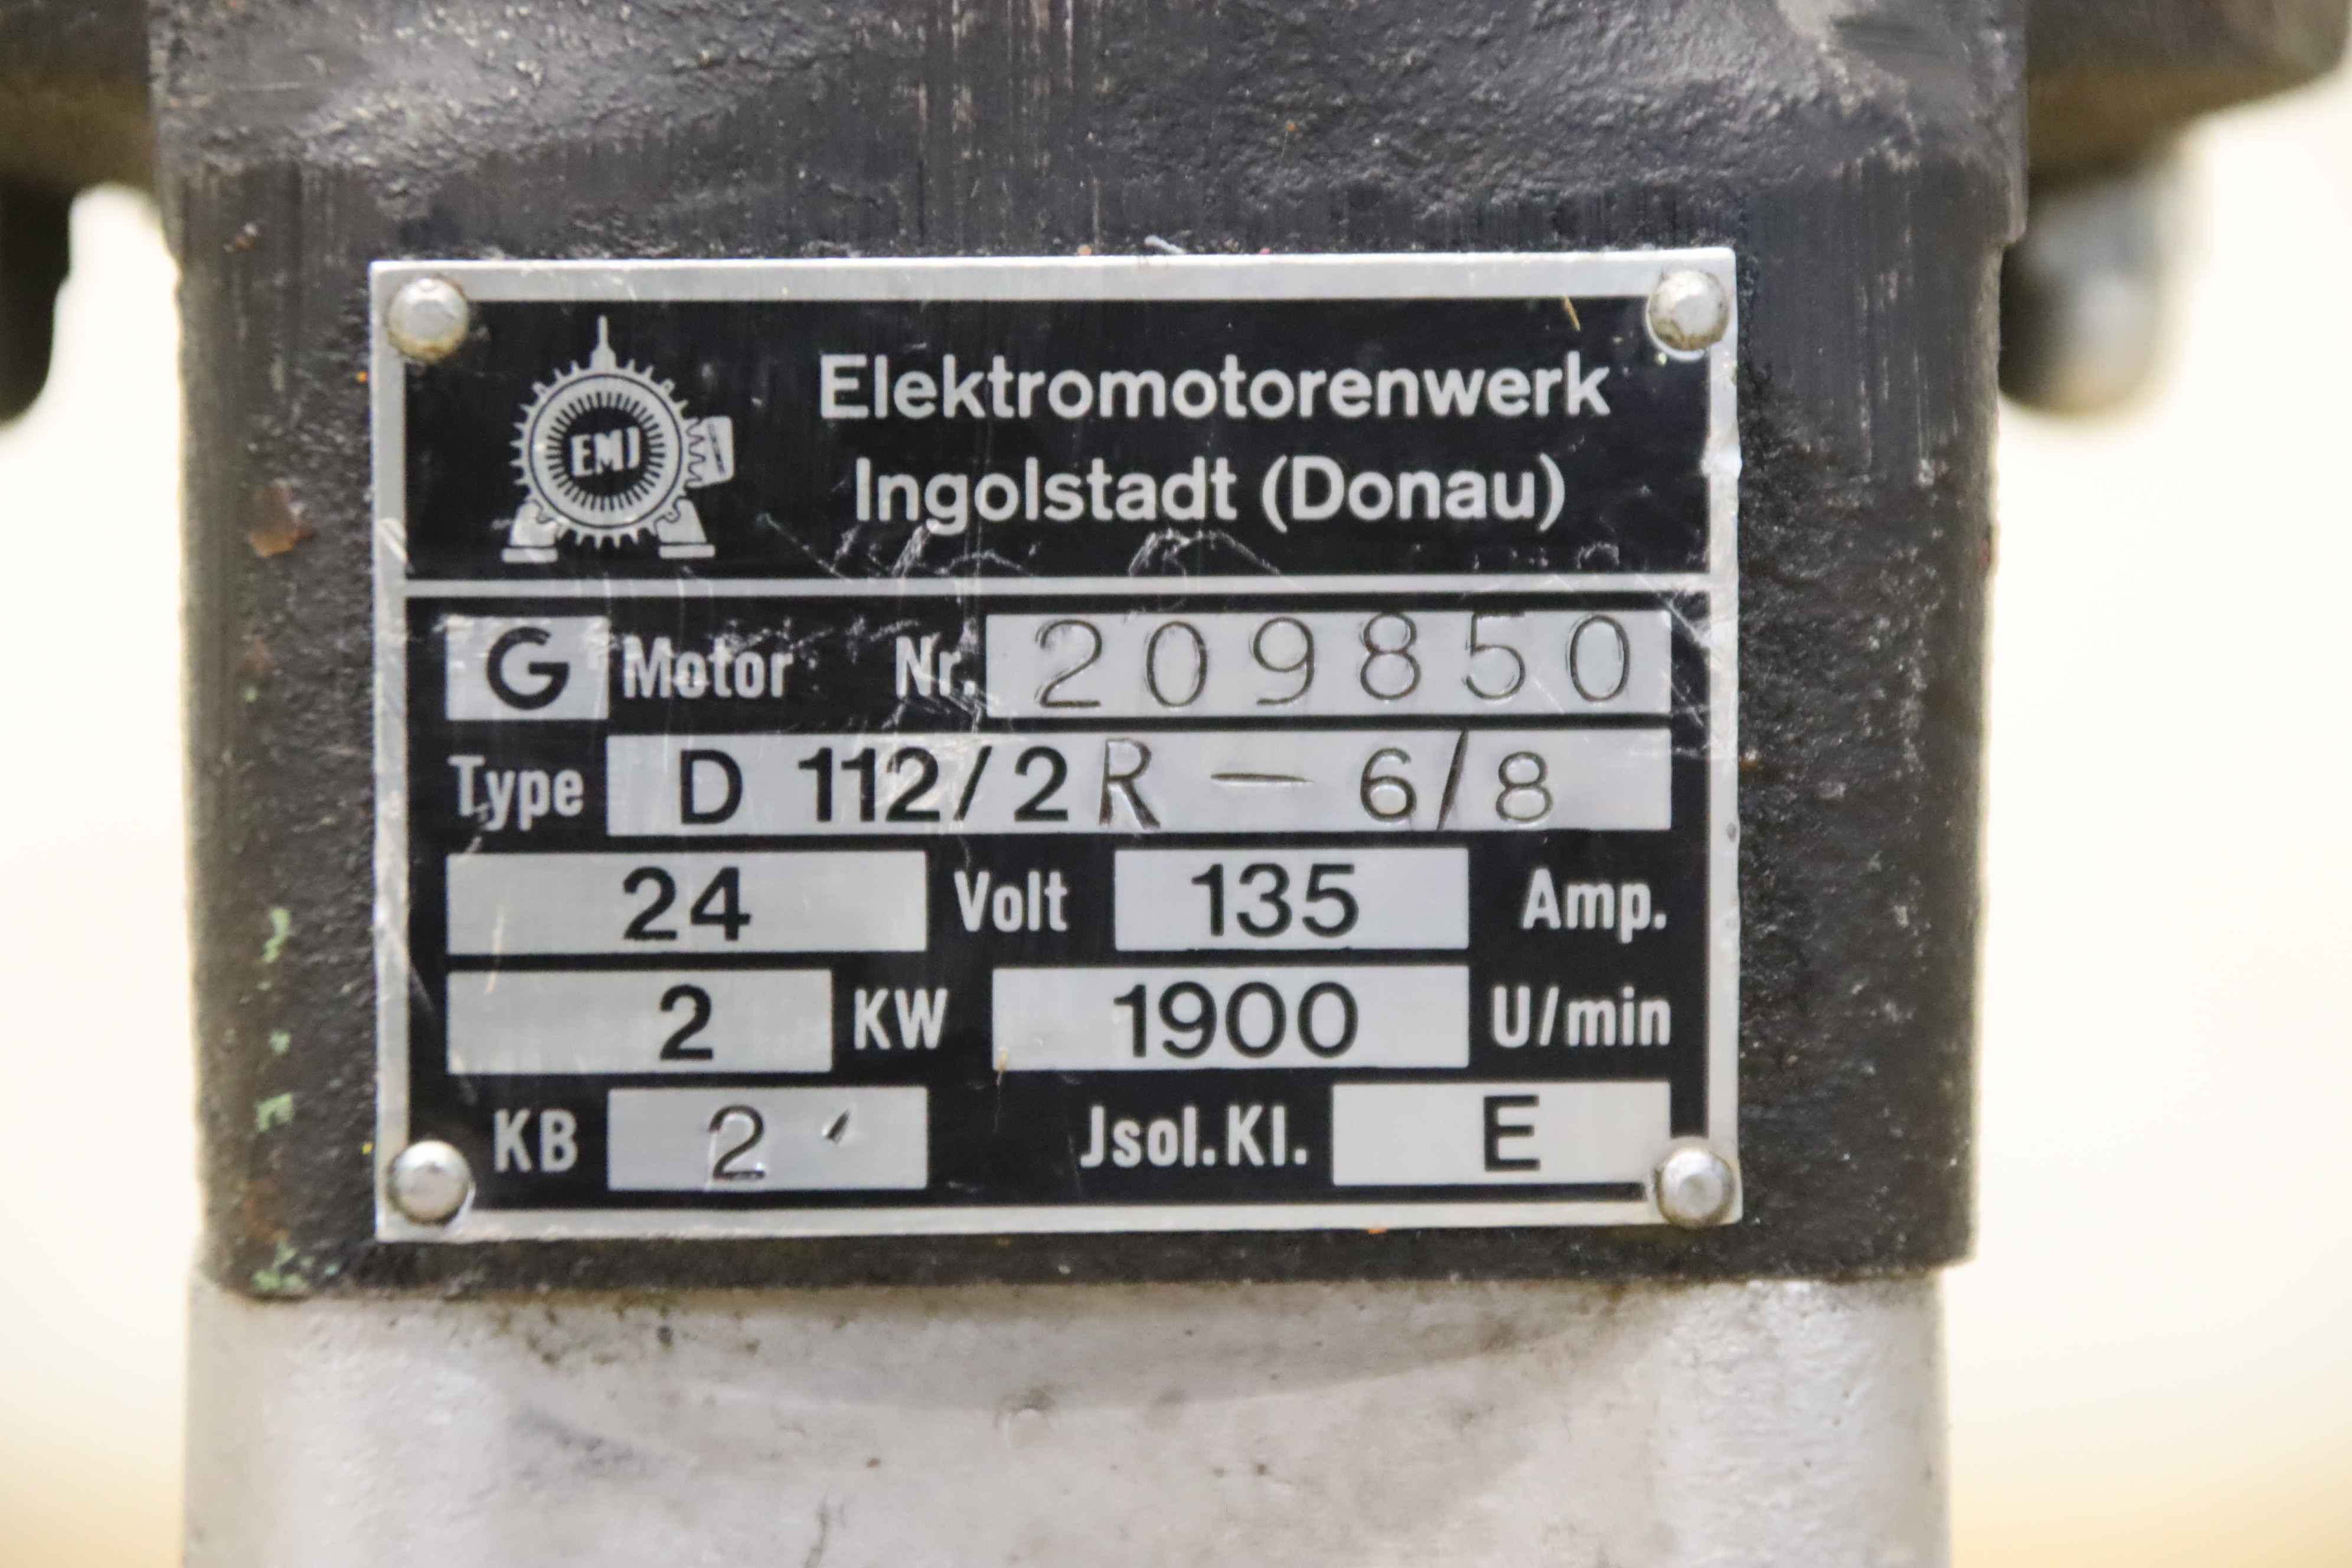 EMI
Elektromotorenwerk
Ingolstadt (Donau)
G Motor Nr. 209850
Type D 112/2R - 6/8
24 Volt 135 Amp.
2 KW 1900 U/min
KB 2 ' Jsol.Kl. E